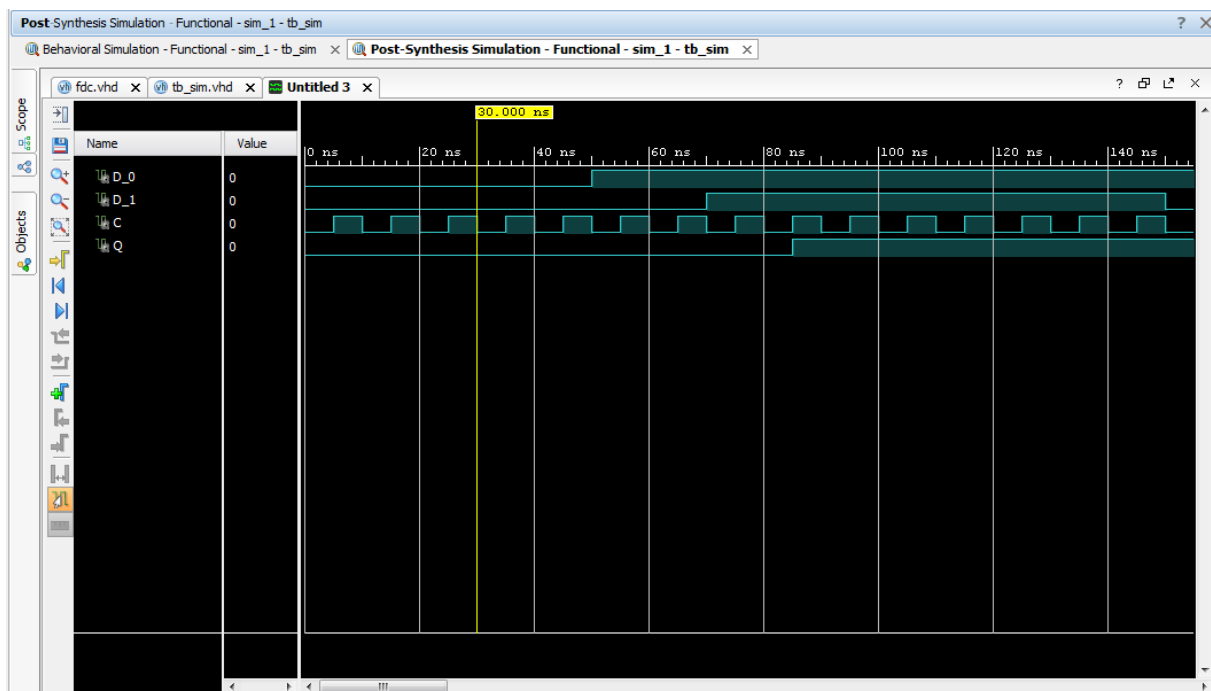 Post-Synthesis Simulation - Functional - sim_1 - tb_sim
Behavioral Simulation - Functional - sim_1 - tb_sim
Post-Synthesis Simulation - Functional - sim_1 - tb_sim
fdc.vhd
tb_sim.vhd
Untitled 3
Scope
Objects
30.000 ns
Name Value
0 ns 20 ns 40 ns 60 ns 80 ns 100 ns 120 ns 140 ns
D_0 0
D_1 0
C 0
Q 0